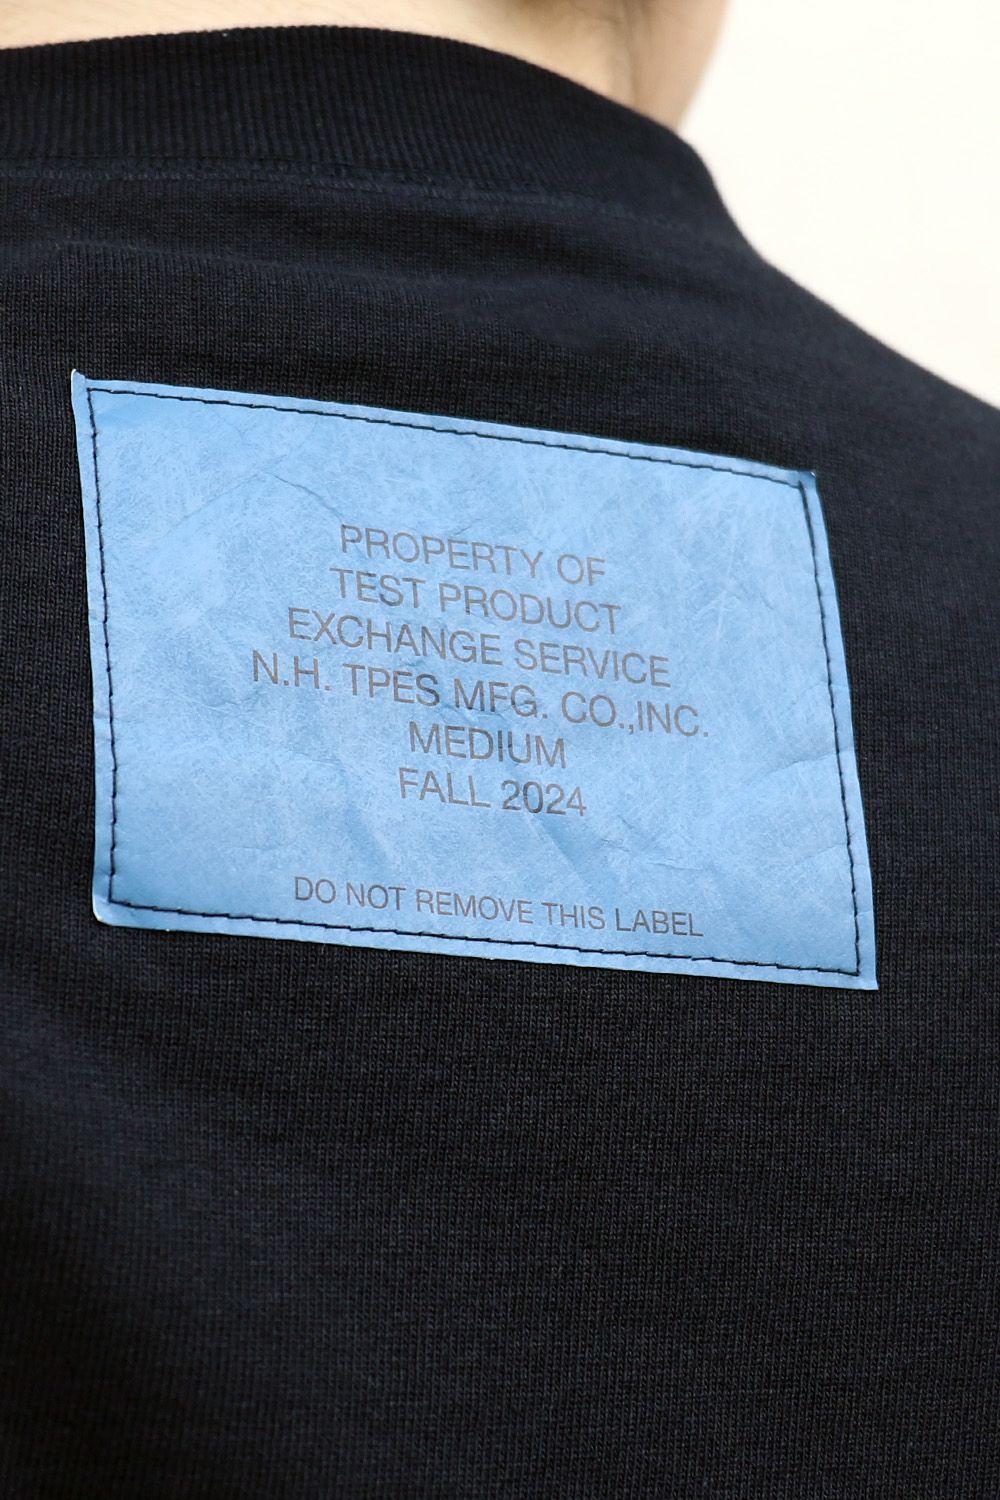 PROPERTY OF
TEST PRODUCT
EXCHANGE SERVICE
N.H. TPES MFG. CO.,INC.
MEDIUM
FALL 2024
DO NOT REMOVE THIS LABEL